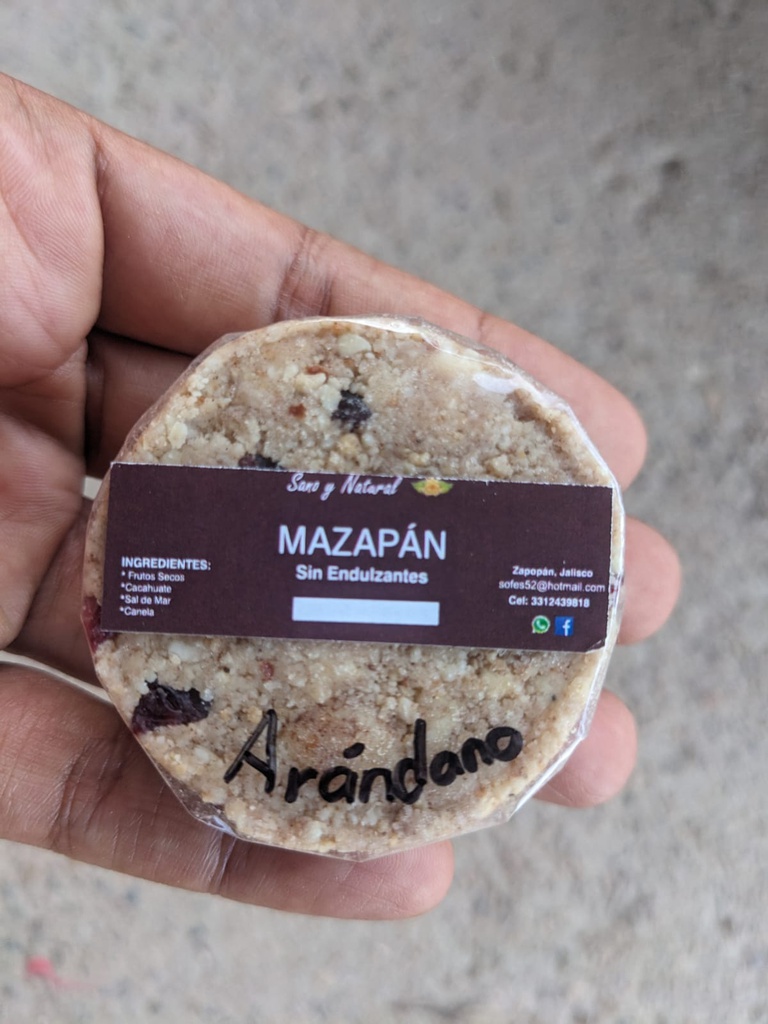 Sano y Natural
MAZAPÁN
Sin Endulzantes
INGREDIENTES:
* Frutos Secos
*Cacahuate
*Sal de Mar
*Canela
Zapopán, Jalisco
sofes52@hotmail.com
Cel: 3312439818
Arándano